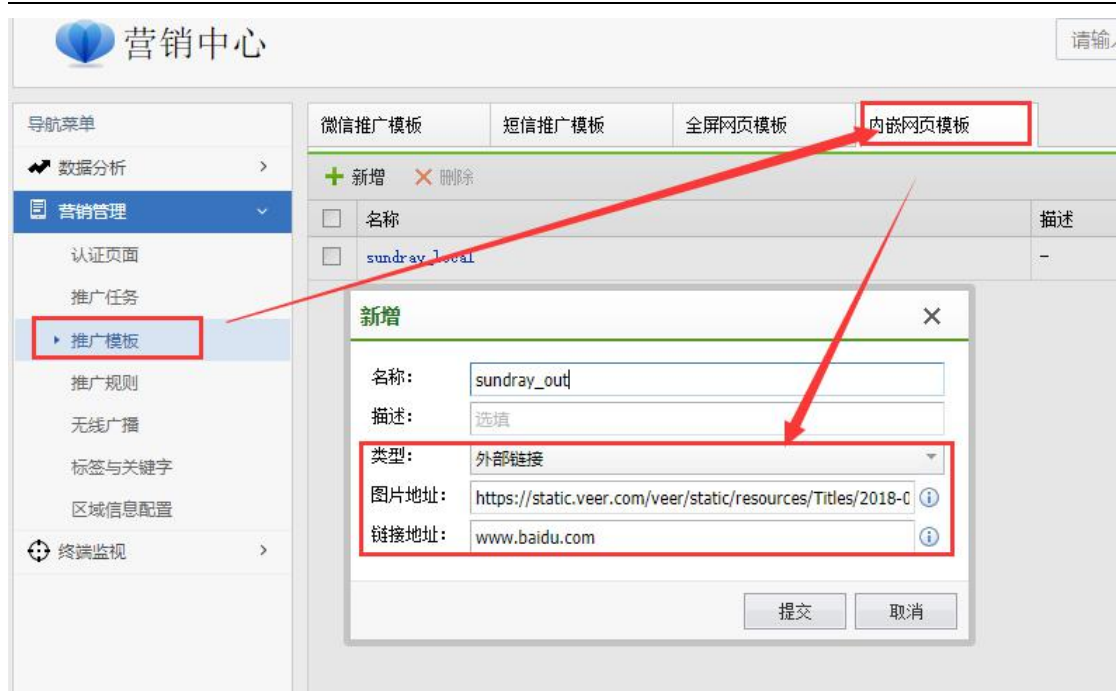 营销中心
请输入
导航菜单
数据分析
营销管理
认证页面
推广任务
推广模板
推广规则
无线广播
标签与关键字
区域信息配置
终端监视
微信推广模板
短信推广模板
全屏网页模板
内嵌网页模板
新增
删除
名称
描述
sundray_local
-
新增
名称:
sundray_out
描述:
选填
类型:
外部链接
图片地址:
https://static.veer.com/veer/static/resources/Titles/2018-0
链接地址:
www.baidu.com
提交
取消